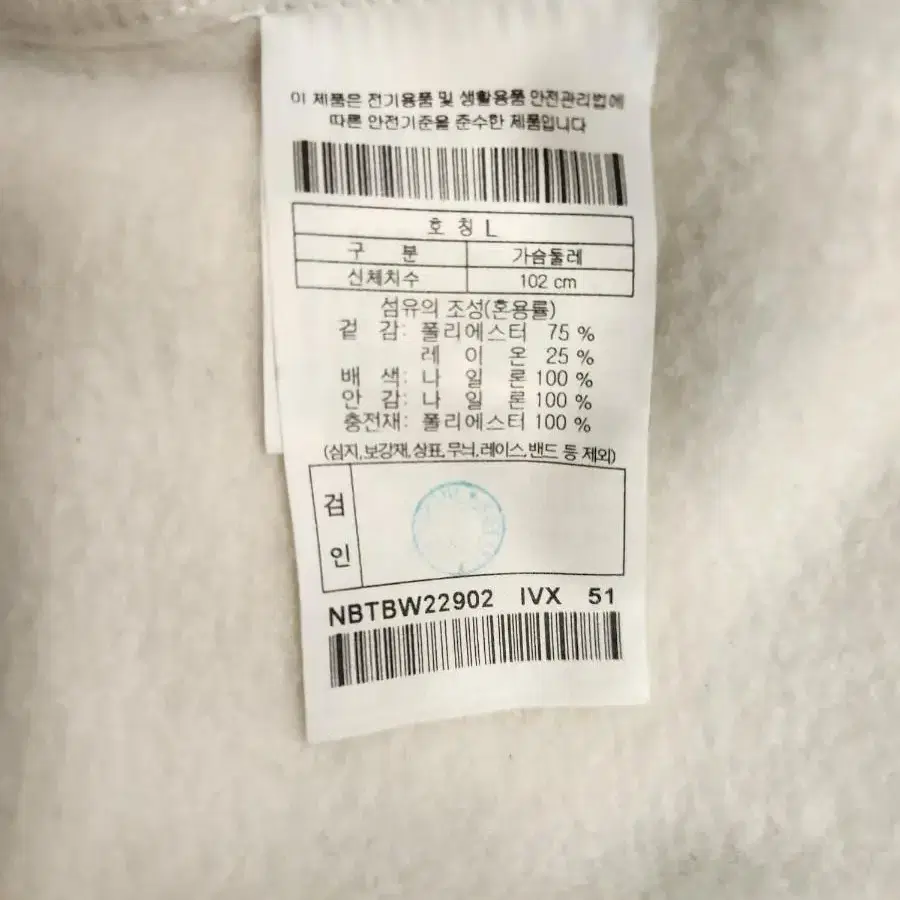 이 제품은 전기용품 및 생활용품 안전관리법에
따른 안전기준을 준수한 제품입니다
호 칭 L
구 분 가슴둘레
신체치수 102 cm
섬유의 조성(혼용률)
겉 감: 폴리에스터 75 %
레 이 온 25 %
배 색: 나 일 론 100 %
안 감: 나 일 론 100 %
충전재: 폴리에스터 100 %
(심지,보강재,상표,무늬,레이스,밴드 등 제외)
검
인
NBTBW22902 IVX 51